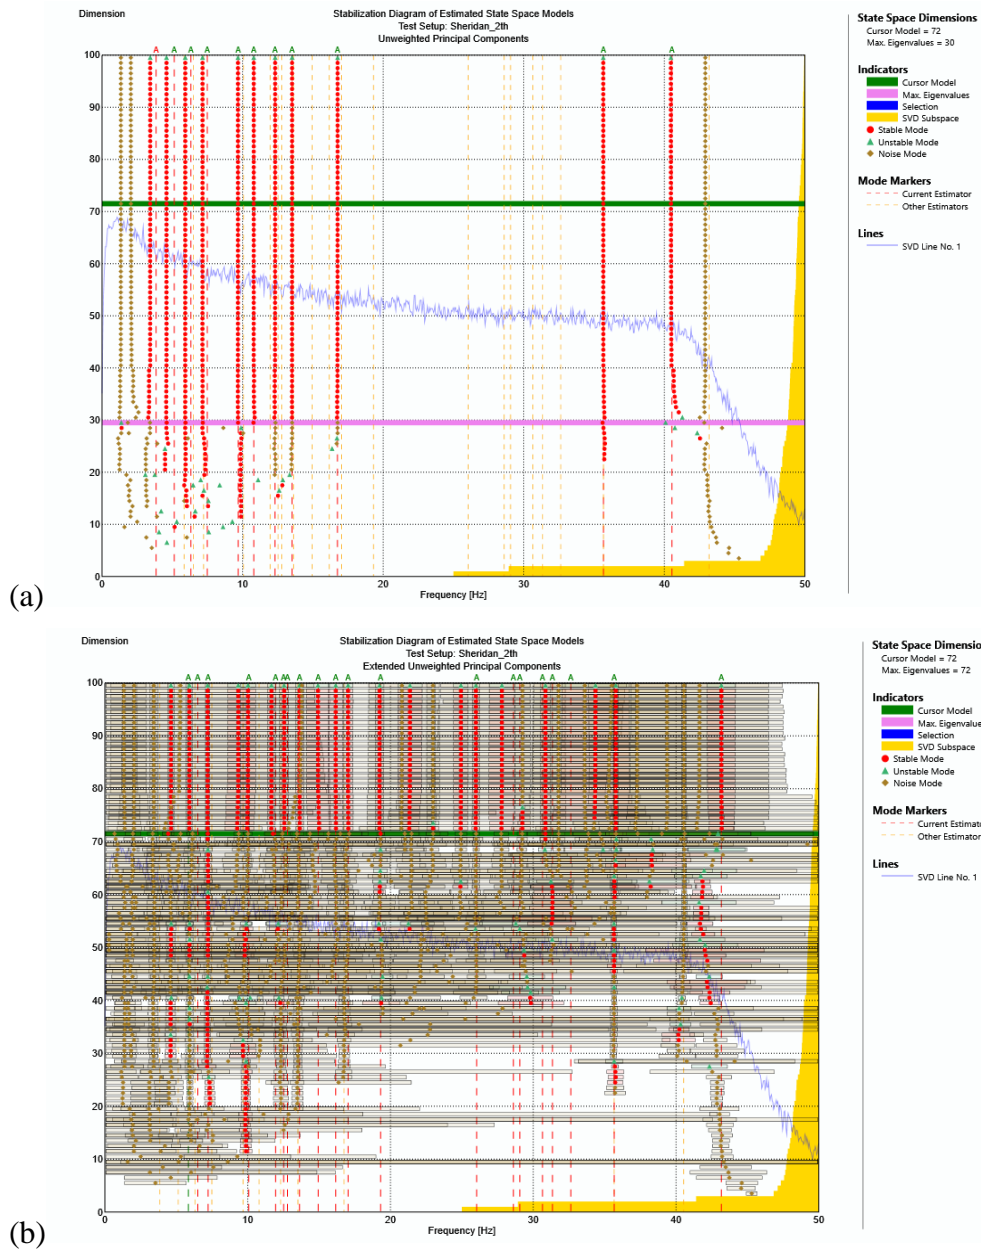 Dimension
Stabilization Diagram of Estimated State Space Models
Test Setup: Sheridan_2th
Unweighted Principal Components
A A A A A A A A A A A A
100
90
80
70
60
50
40
30
20
10
0
0 10 20 30 40 50
Frequency [Hz]
State Space Dimensions
Cursor Model = 72
Max. Eigenvalues = 30
Indicators
Cursor Model
Max. Eigenvalues
Selection
SVD Subspace
Stable Mode
Unstable Mode
Noise Mode
Mode Markers
Current Estimator
Other Estimators
Lines
SVD Line No. 1
(a)
Dimension
Stabilization Diagram of Estimated State Space Models
Test Setup: Sheridan_2th
Extended Unweighted Principal Components
A A A A A A A A A A A A A A A A A A A A
100
90
80
70
60
50
40
30
20
10
0
0 10 20 30 40 50
Frequency [Hz]
State Space Dimensio
Cursor Model = 72
Max. Eigenvalues = 72
Indicators
Cursor Model
Max. Eigenvalue
Selection
SVD Subspace
Stable Mode
Unstable Mode
Noise Mode
Mode Markers
Current Estimato
Other Estimators
Lines
SVD Line No. 1
(b)